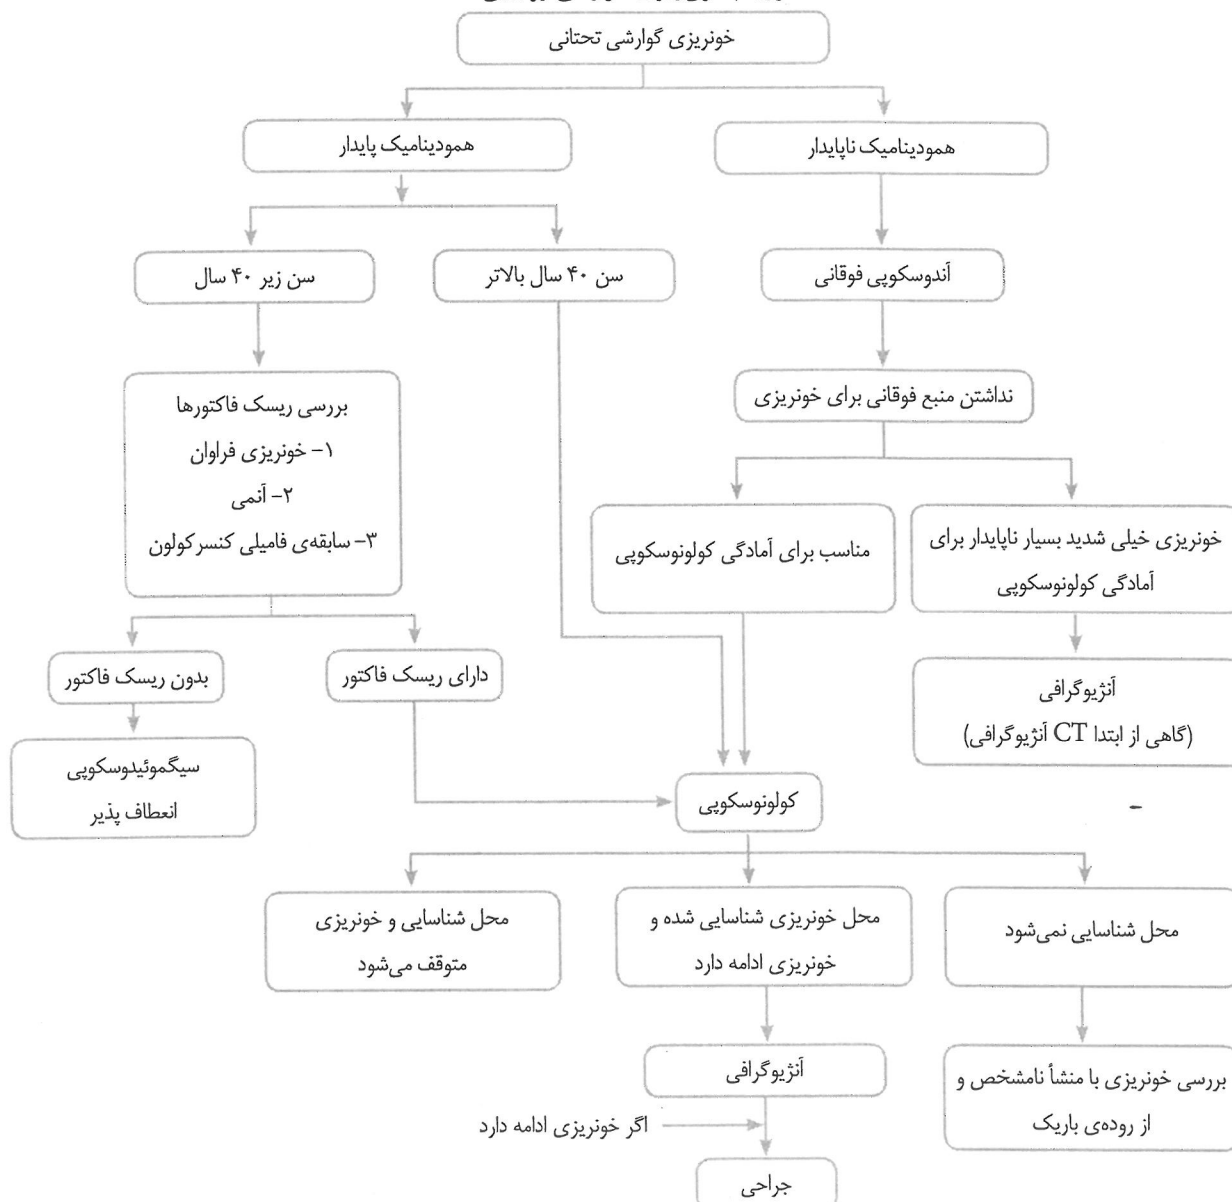 خونریزی گوارشی تحتانی
همودینامیک ناپایدار
همودینامیک پایدار
آندوسکوپی فوقانی
سن ۴۰ سال بالاتر
سن زیر ۴۰ سال
نداشتن منبع فوقانی برای خونریزی
بررسی ریسک فاکتورها
۱- خونریزی فراوان
۲- آنمی
۳- سابقه‌ی فامیلی کنسرکولون
خونریزی خیلی شدید بسیار ناپایدار برای
آمادگی کولونوسکوپی
مناسب برای آمادگی کولونوسکوپی
دارای ریسک فاکتور
بدون ریسک فاکتور
آنژیوگرافی
(گاهی از ابتدا CT آنژیوگرافی)
سیگموئیدوسکوپی
انعطاف پذیر
کولونوسکوپی
محل شناسایی نمی‌شود
محل خونریزی شناسایی شده و
خونریزی ادامه دارد
محل شناسایی و خونریزی
متوقف می‌شود
بررسی خونریزی با منشأ نامشخص و
از روده‌ی باریک
آنژیوگرافی
اگر خونریزی ادامه دارد
جراحی